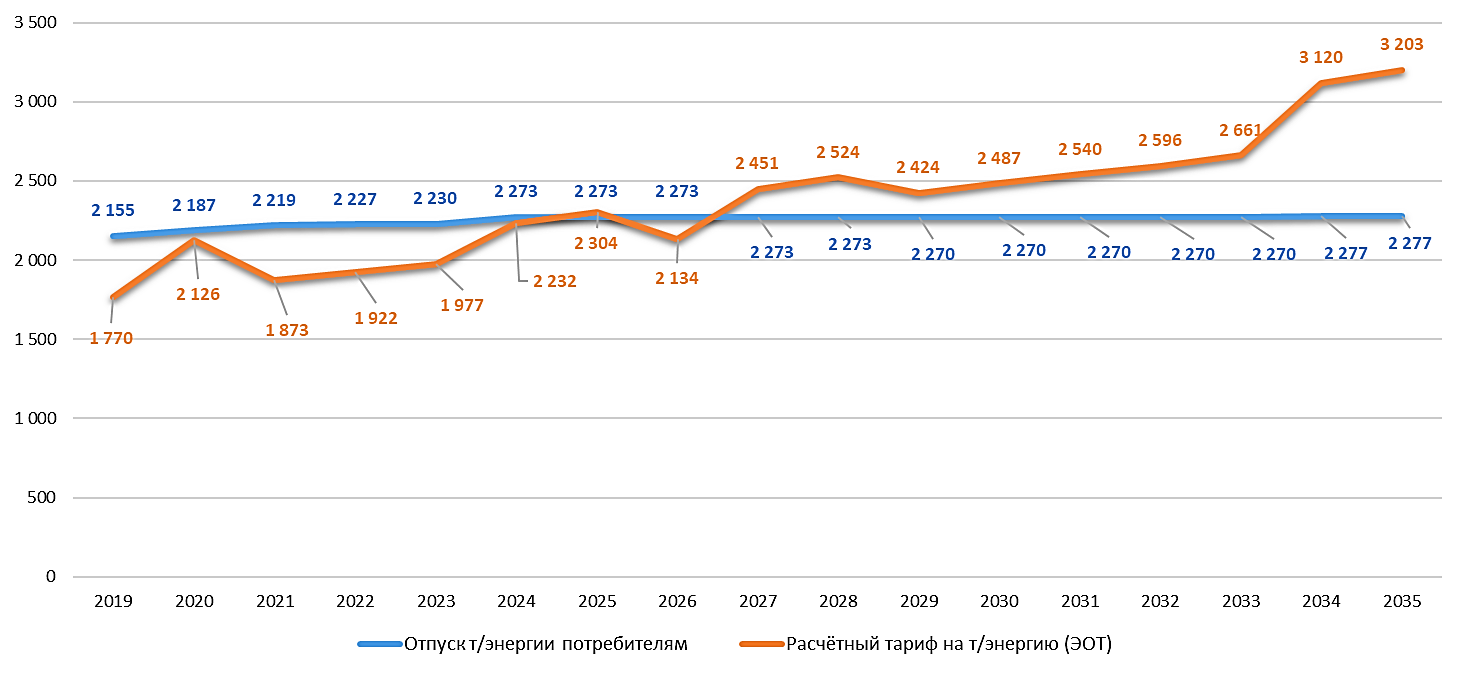 3 500
3 000
2 500
2 000
1 500
1 000
500
0
2 155 2 187 2 219 2 227 2 230 2 273 2 273 2 273 2 273 2 273 2 270 2 270 2 270 2 270 2 270 2 277 2 277
1 770 2 126 1 873 1 922 1 977 2 232 2 304 2 134 2 451 2 524 2 424 2 487 2 540 2 596 2 661 3 120 3 203
2019 2020 2021 2022 2023 2024 2025 2026 2027 2028 2029 2030 2031 2032 2033 2034 2035
Отпуск т/энергии потребителям Расчётный тариф на т/энергию (ЭОТ)